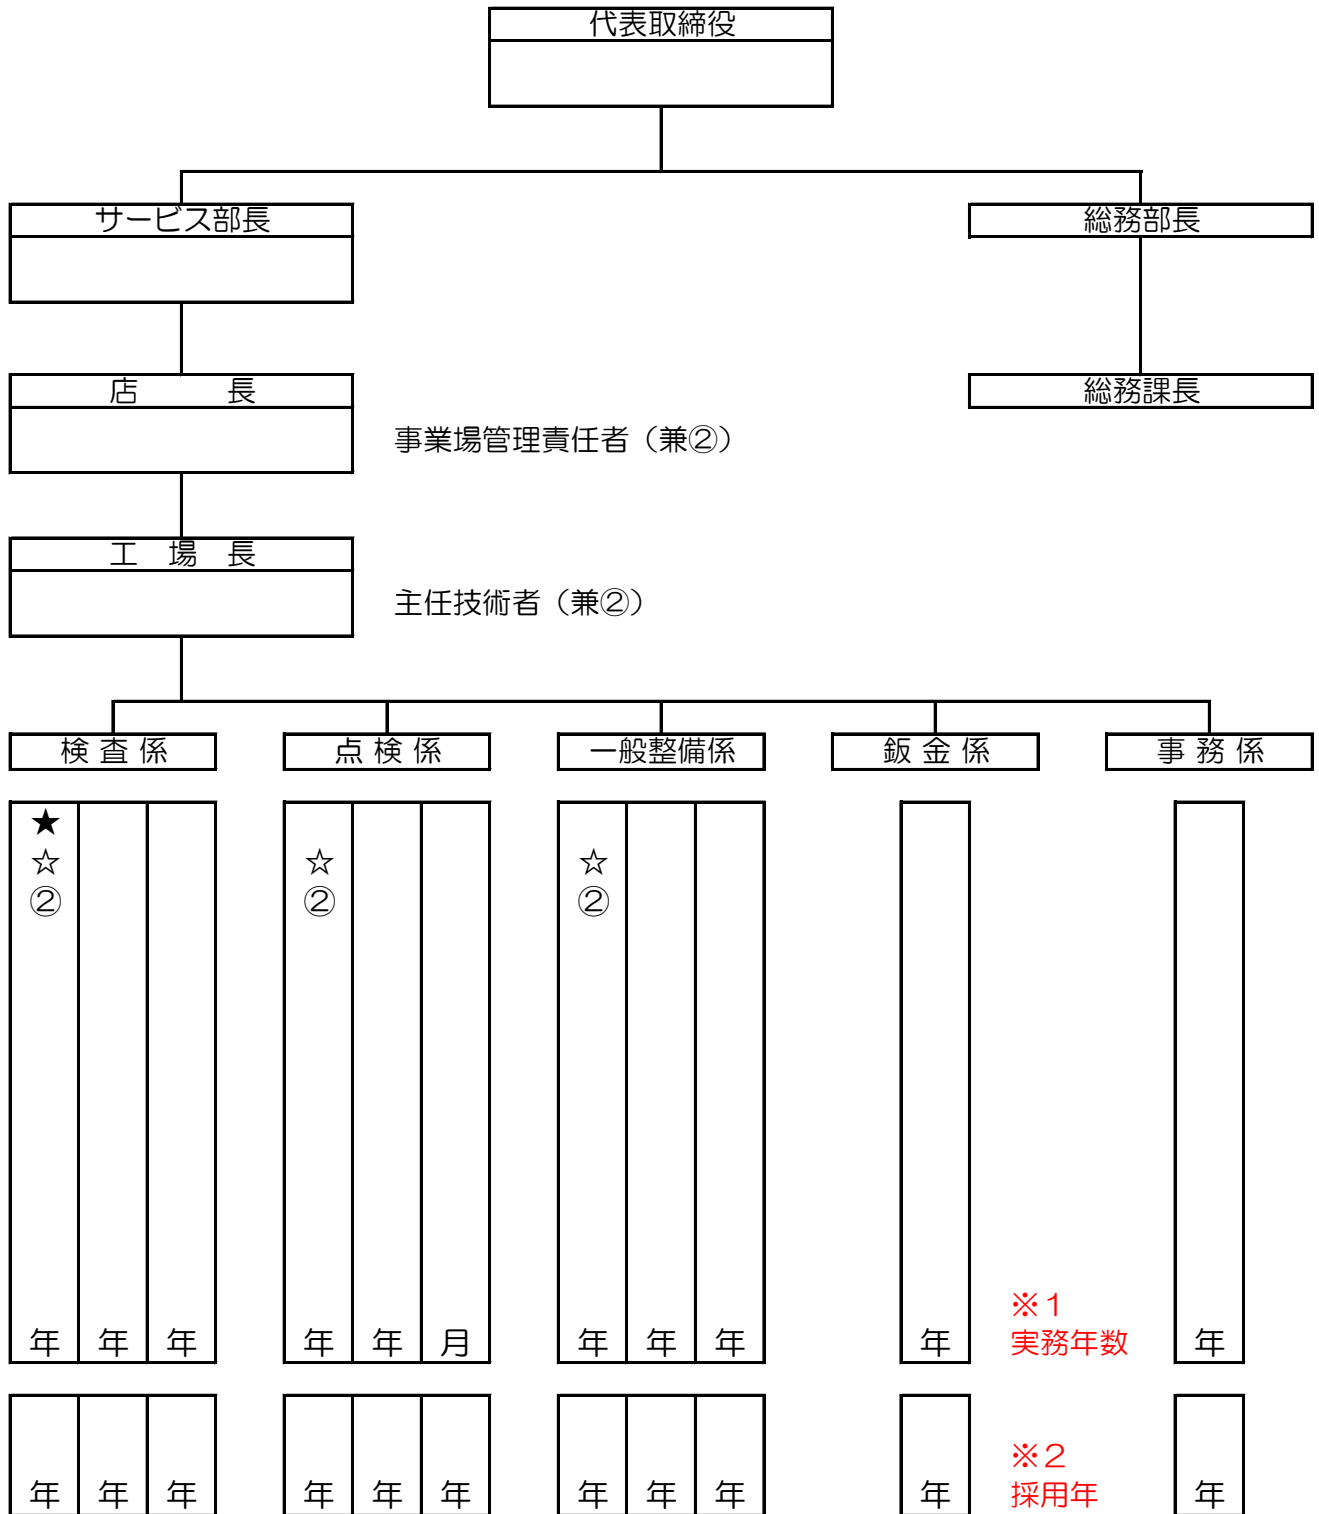 代表取締役
サービス部長
総務部長
店　　　長
総務課長
事業場管理責任者（兼②）
工　場　長
主任技術者（兼②）
検 査 係
点 検 係
一般整備係
鈑 金 係
事 務 係
★
☆ ☆ ☆
② ② ②
※１
年 年 年 年 年 月 年 年 年 年 実務年数 年
※２
年 年 年 年 年 年 年 年 年 年 採用年 年